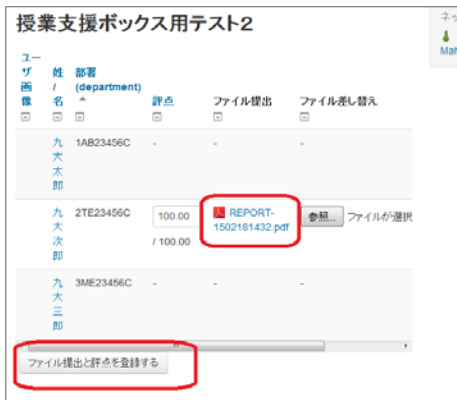 授業支援ボックス用テスト2
ユーザ画像 姓 / 名 部署 (department) 評点 ファイル提出 ファイル差し替え
九大太郎 1AB23456C - - -
九大次郎 2TE23456C 100.00 / 100.00 REPORT-1502181432.pdf 参照... ファイルが選択
九大三郎 3ME23456C - - -
ファイル提出と評点を登録する